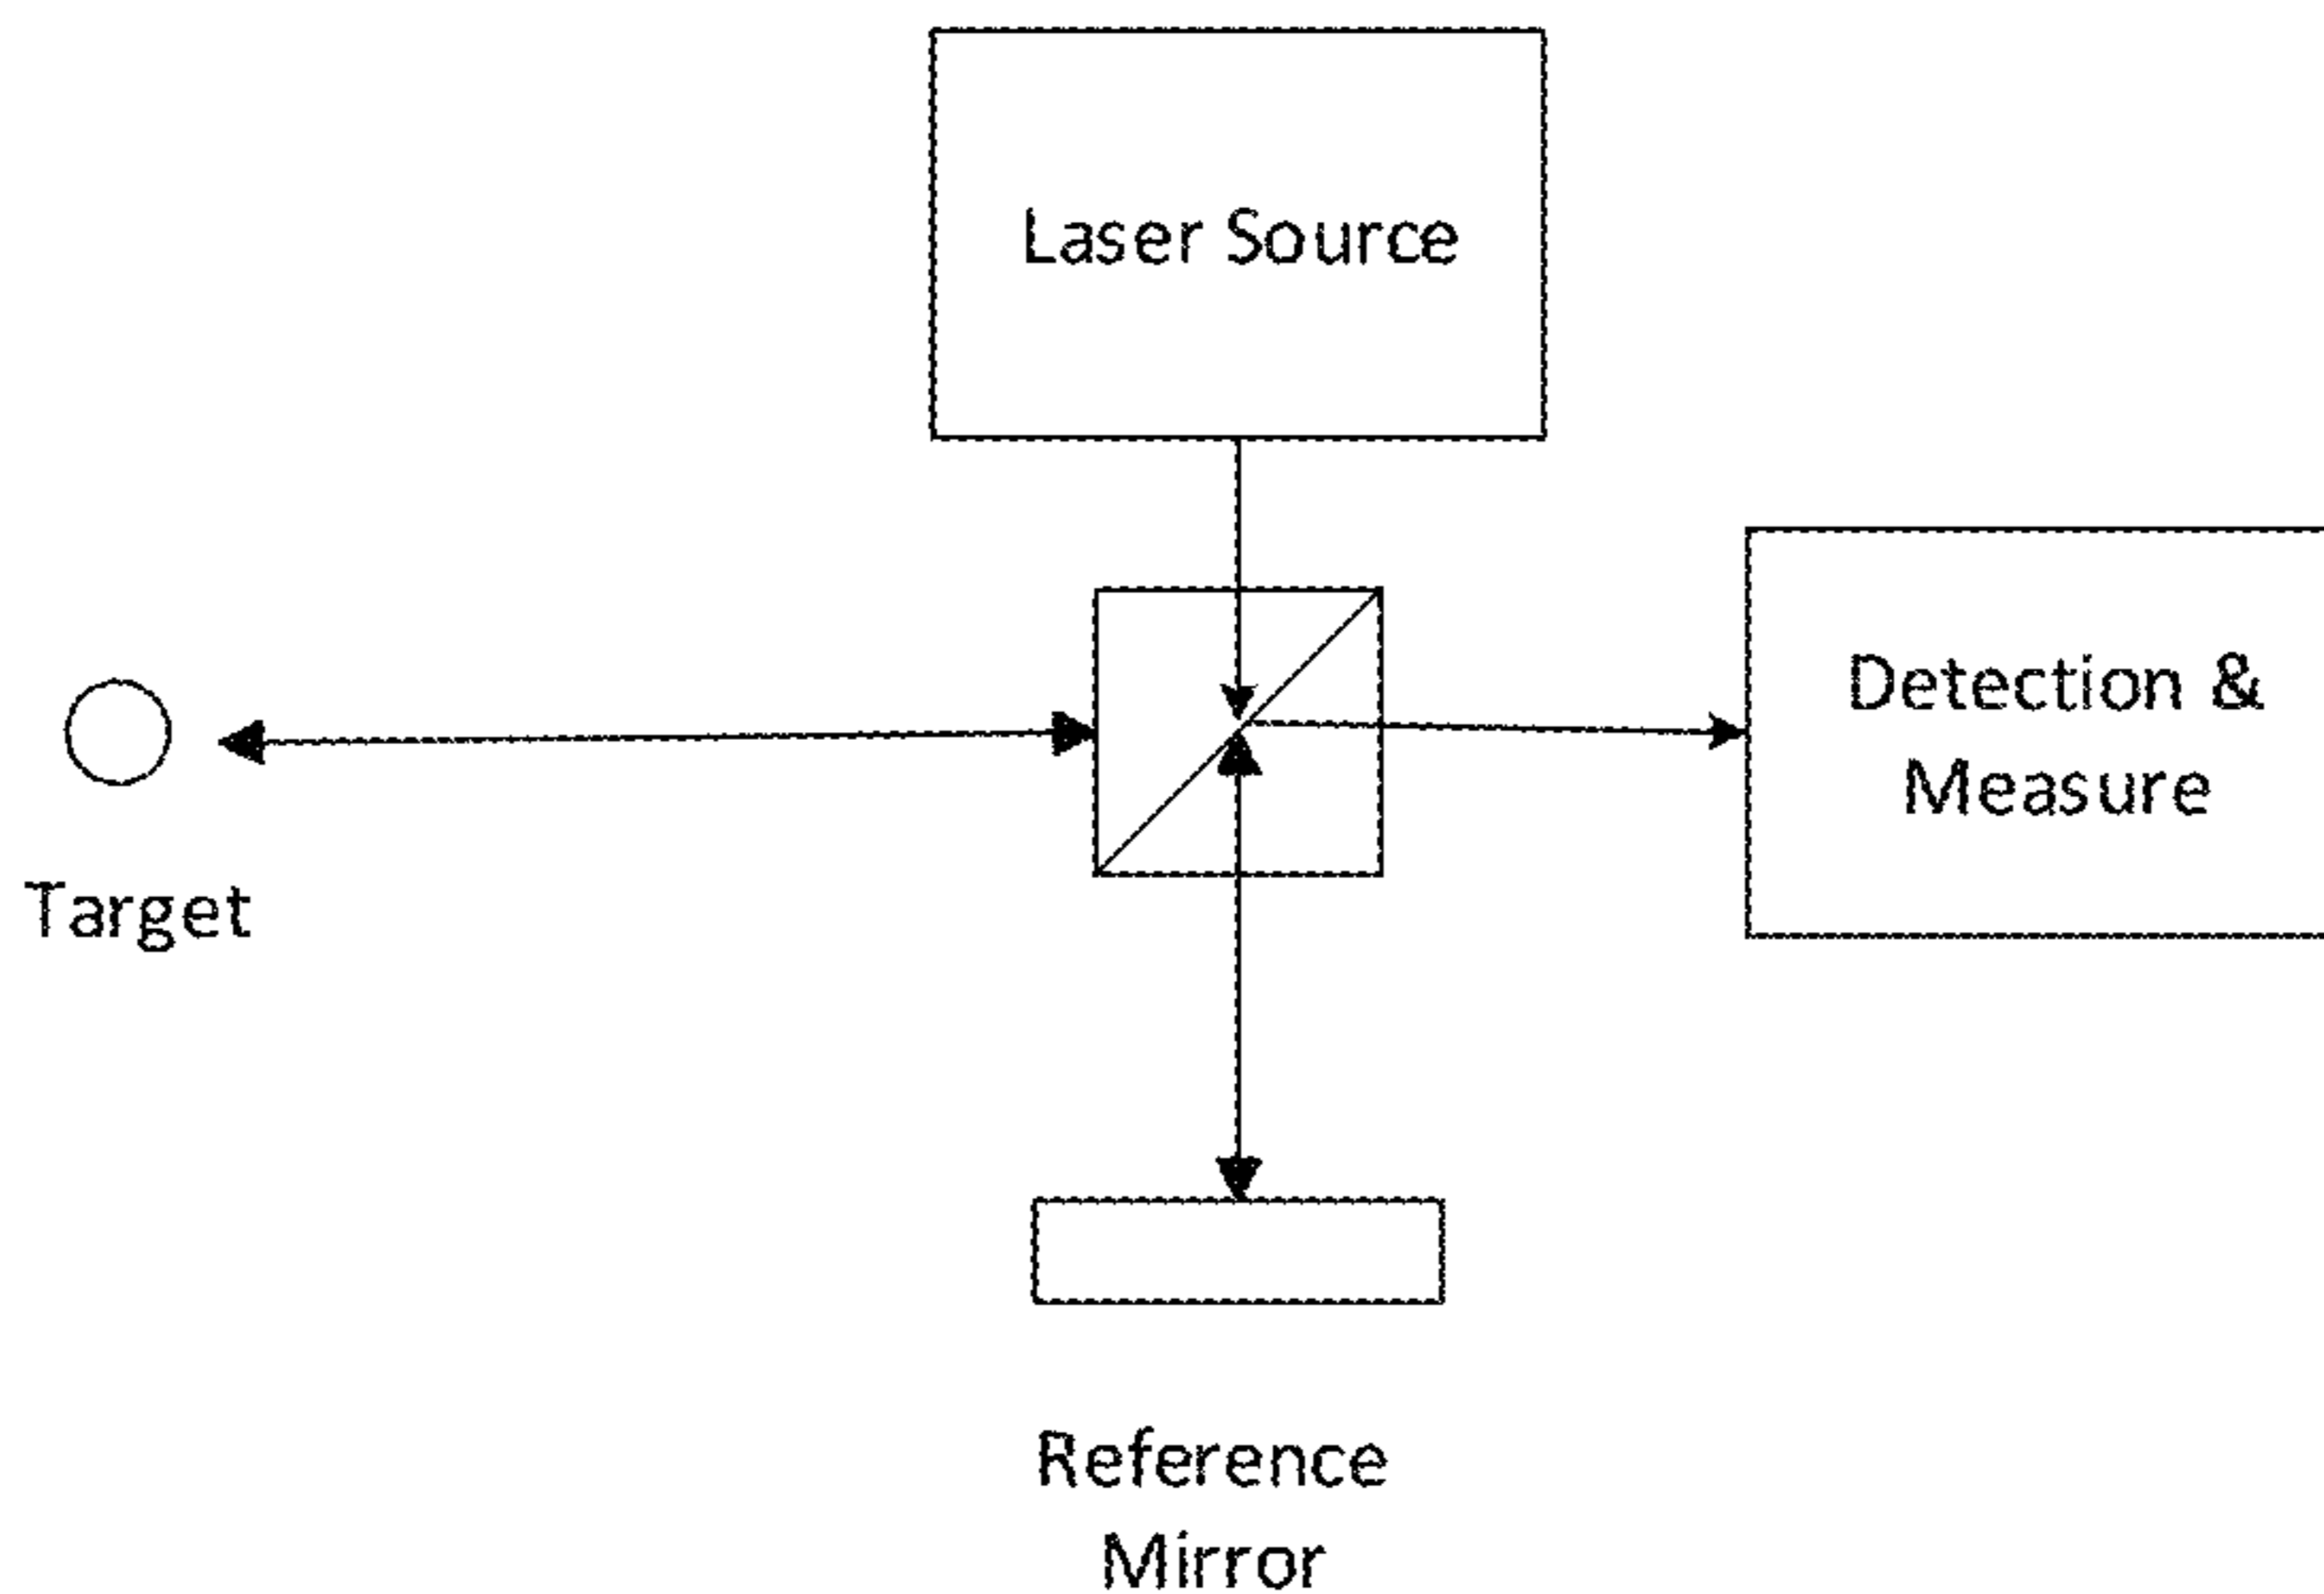 Laser Source
Detection &
Measure
Target
Reference
Mirror